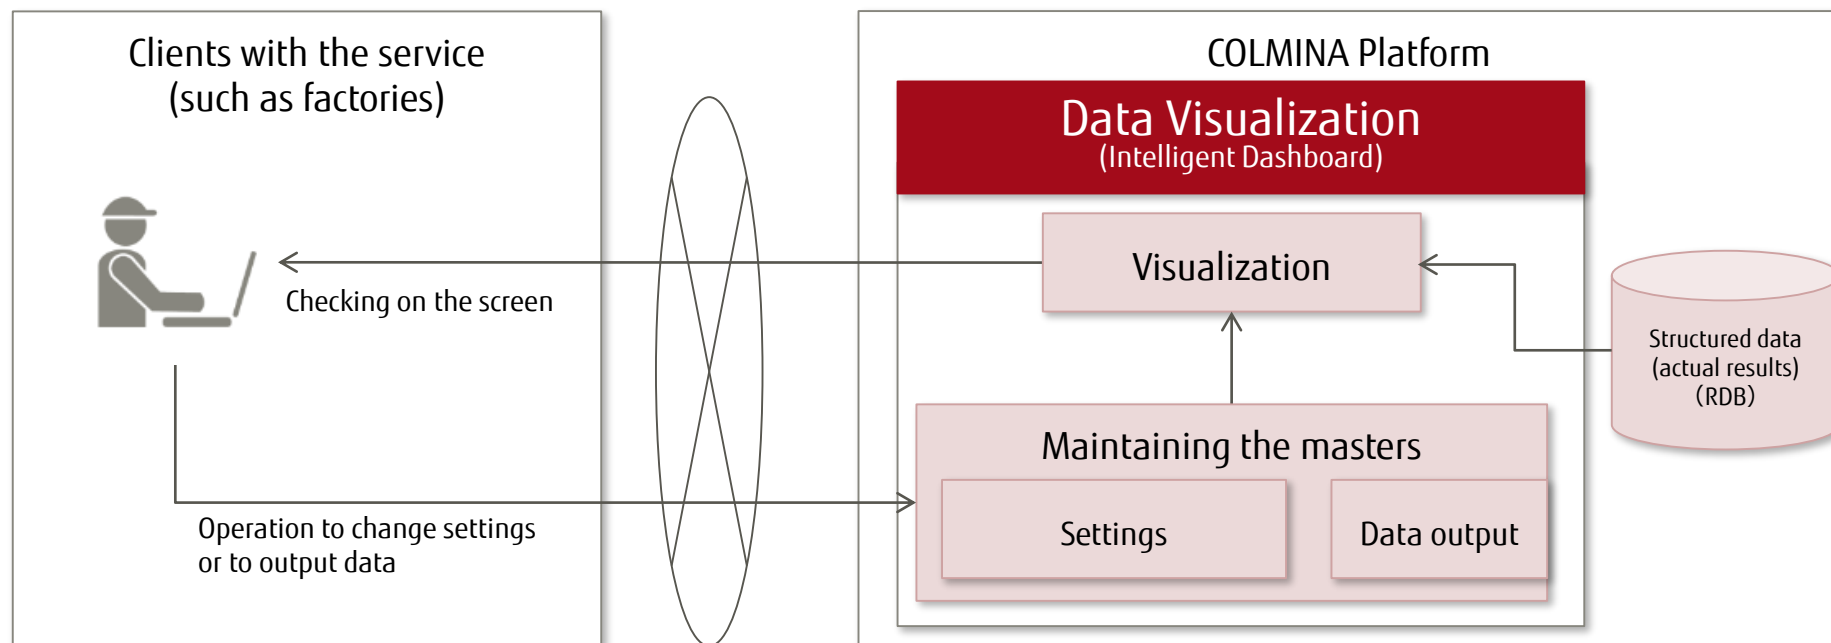 Clients with the service
(such as factories)
Checking on the screen
Operation to change settings
or to output data
COLMINA Platform
Data Visualization
(Intelligent Dashboard)
Visualization
Maintaining the masters
Settings
Data output
Structured data
(actual results)
（RDB）